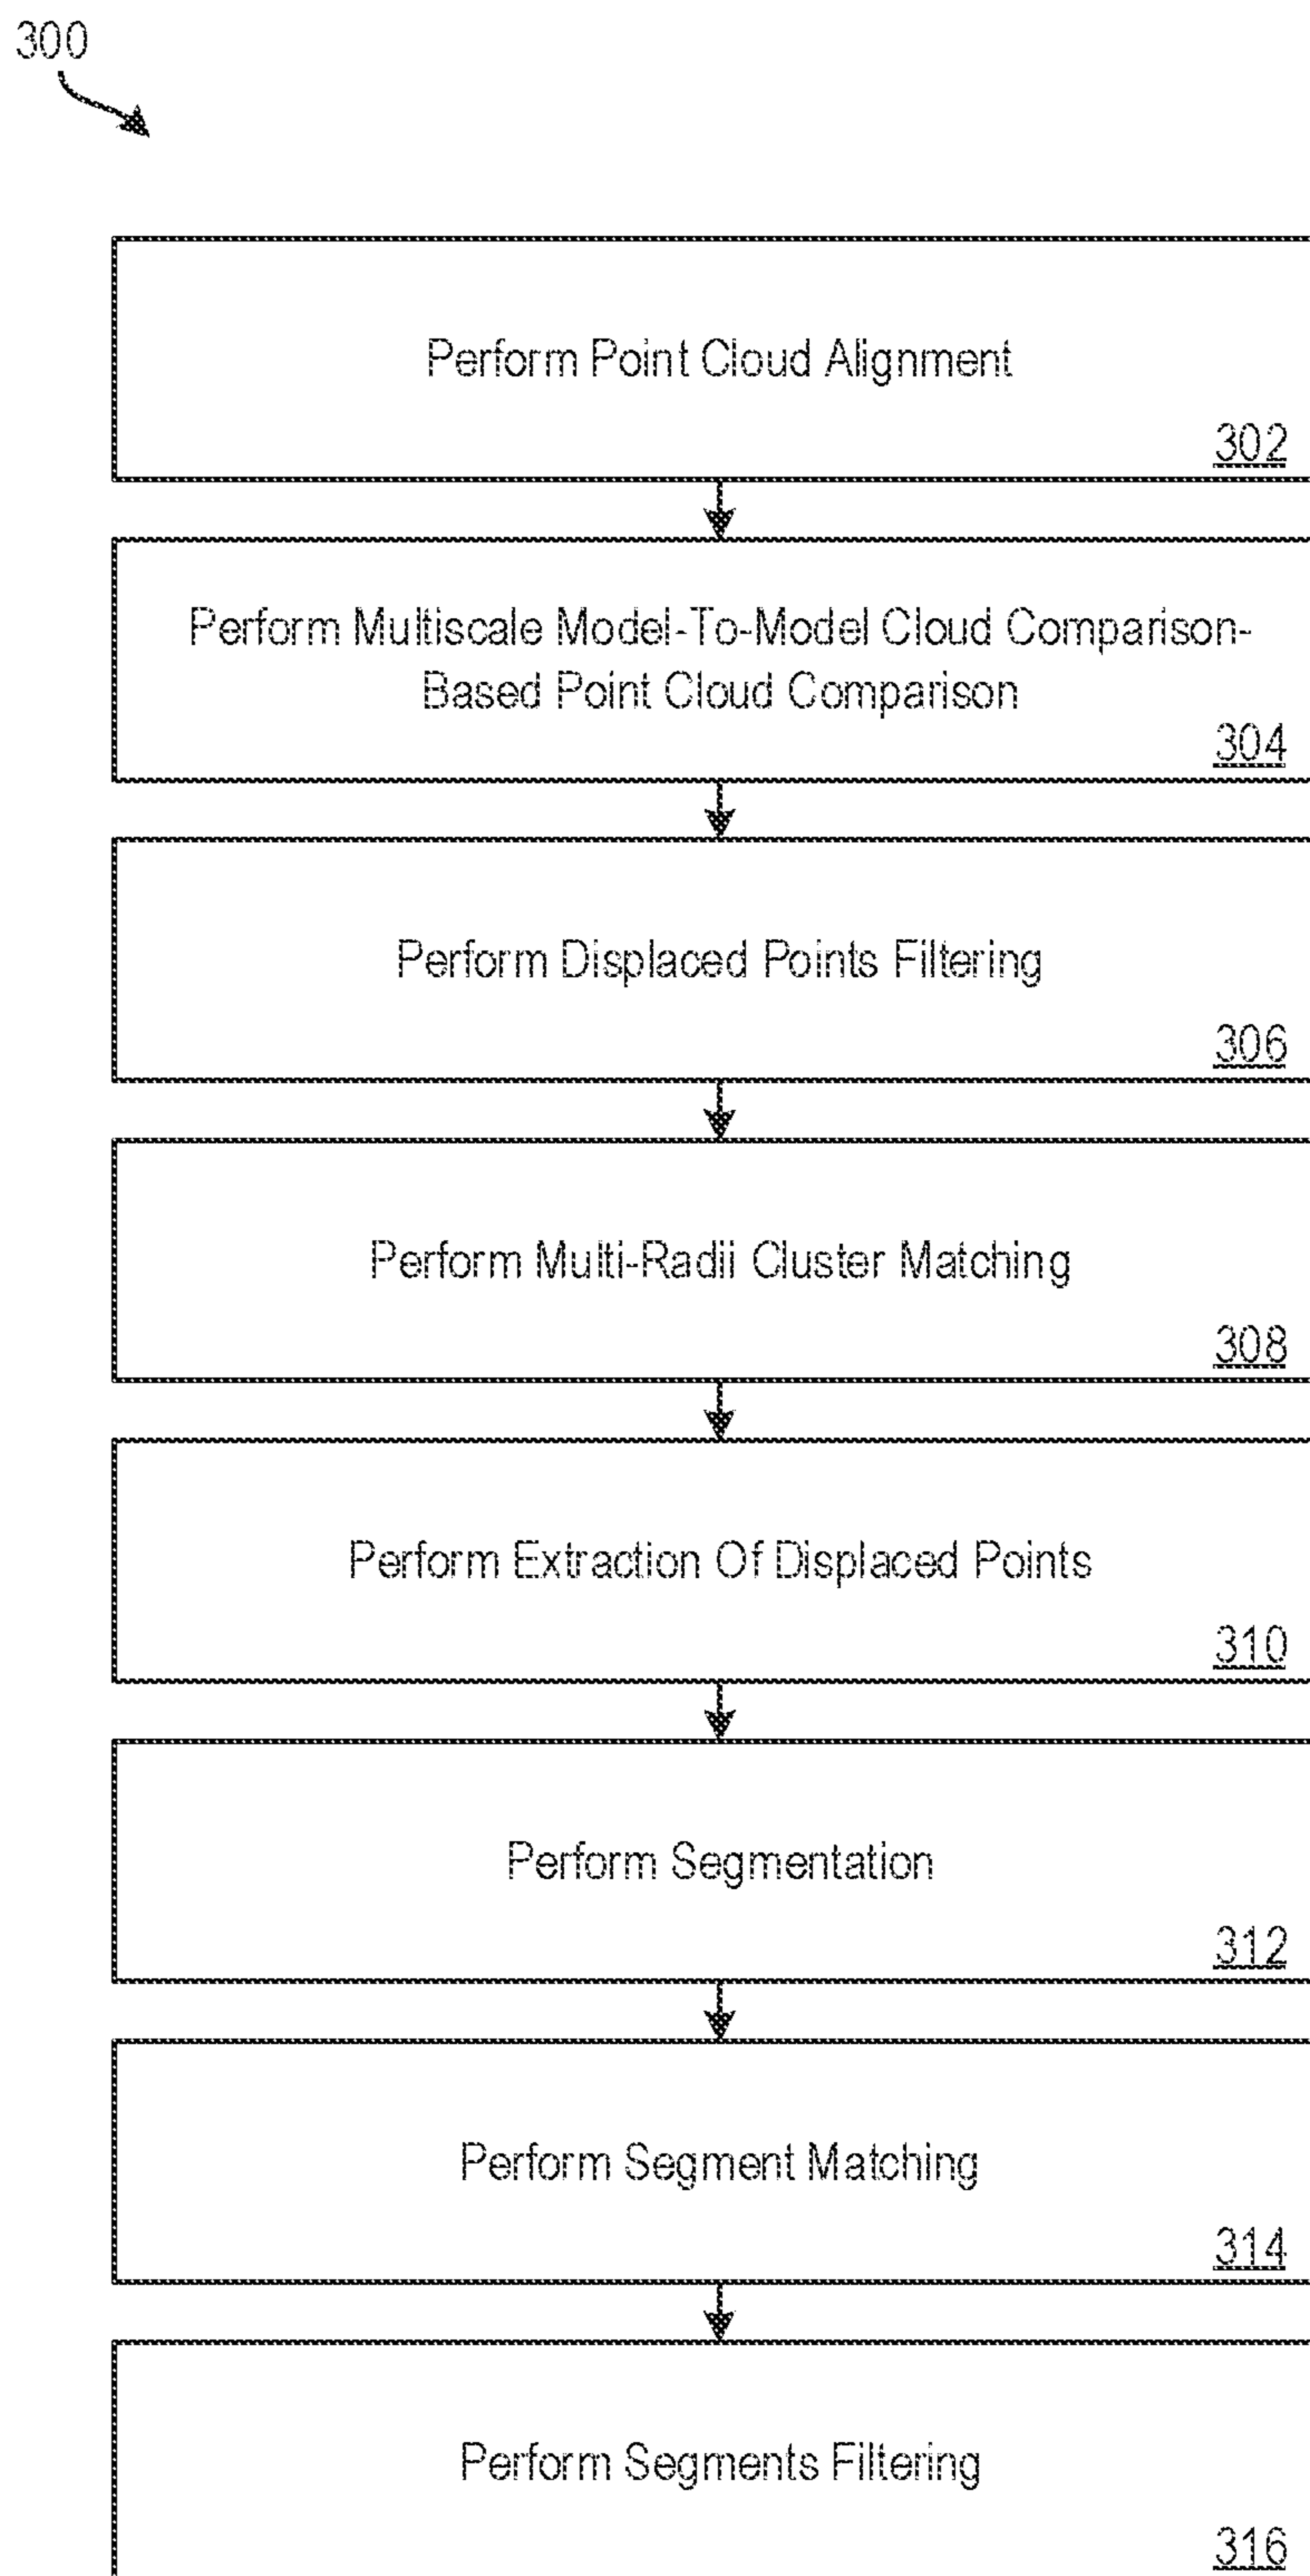 300
Perform Point Cloud Alignment
302
Perform Multiscale Model-To-Model Cloud Comparison-
Based Point Cloud Comparison
304
Perform Displaced Points Filtering
306
Perform Multi-Radii Cluster Matching
308
Perform Extraction Of Displaced Points
310
Perform Segmentation
312
Perform Segment Matching
314
Perform Segments Filtering
316